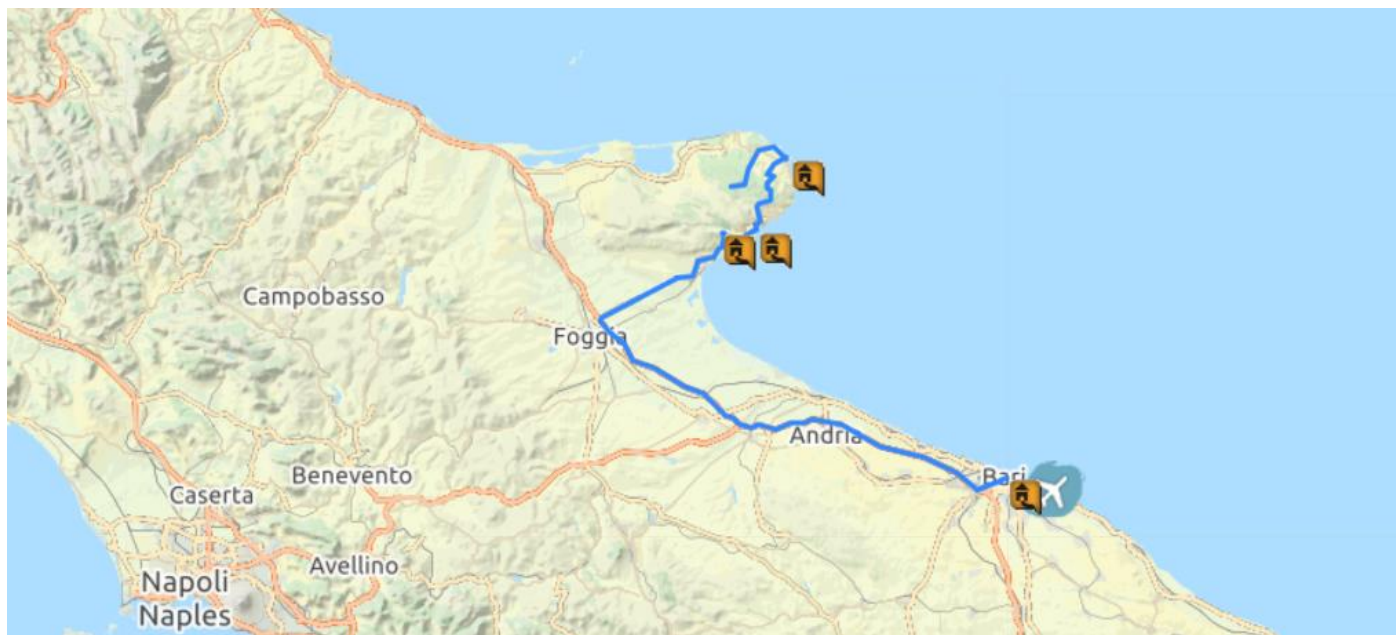 Campobasso
Foggia
Andria
Bari
Benevento
Caserta
Avellino
Napoli
Naples